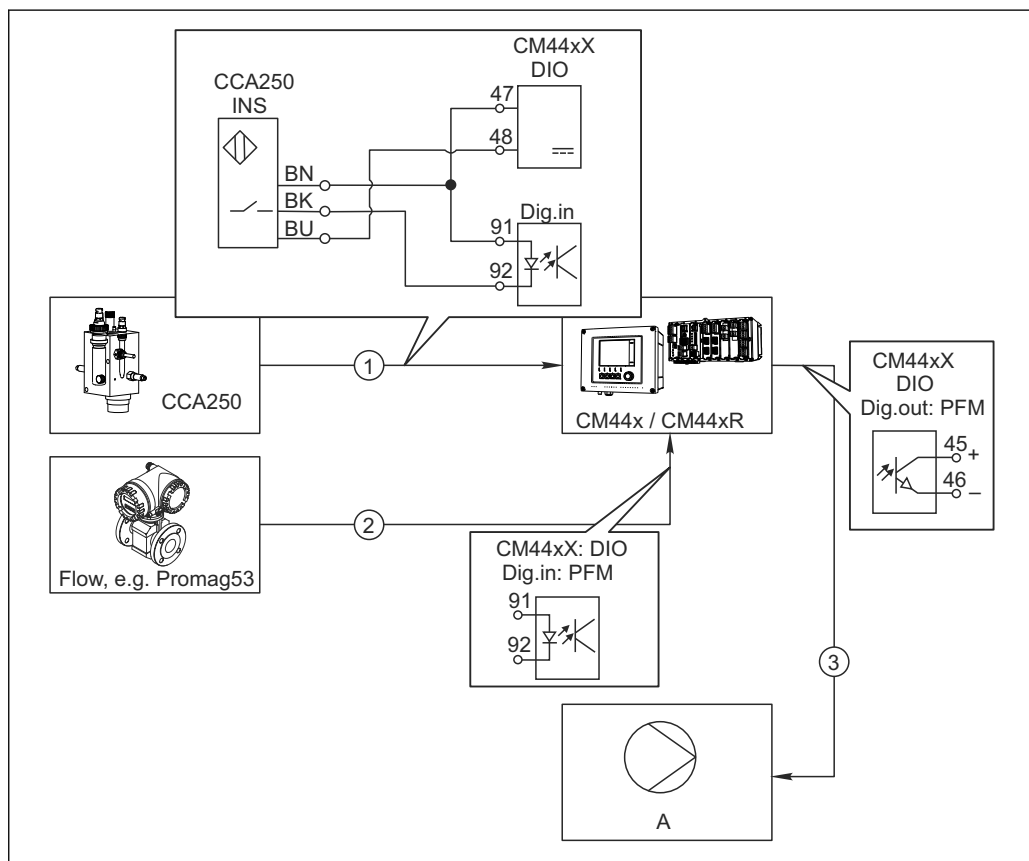 CM44xX
DIO
CCA250
INS
47
48
BN
BK
BU
Dig.in
91
92
1
CCA250
CM44x / CM44xR
CM44xX
DIO
Dig.out: PFM
45 +
46 –
2
Flow, e.g. Promag53
CM44xX: DIO
Dig.in: PFM
91
92
3
A